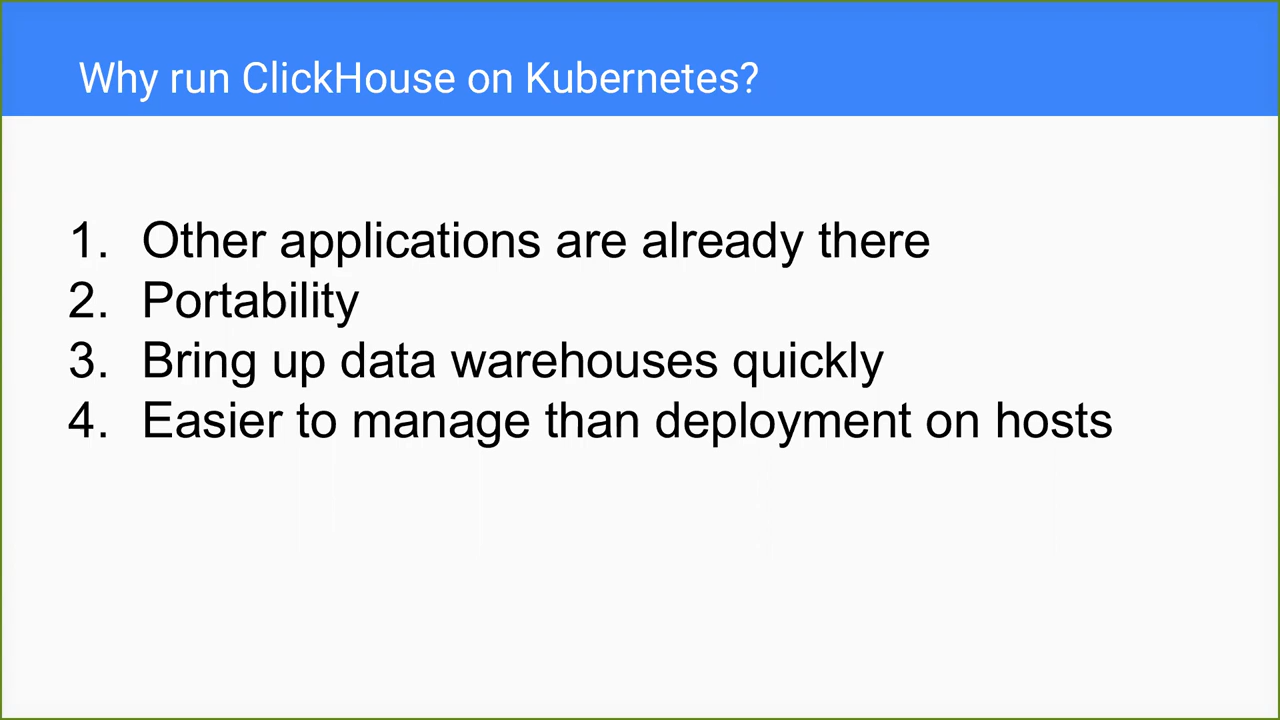 Why run ClickHouse on Kubernetes?
1. Other applications are already there
2. Portability
3. Bring up data warehouses quickly
4. Easier to manage than deployment on hosts